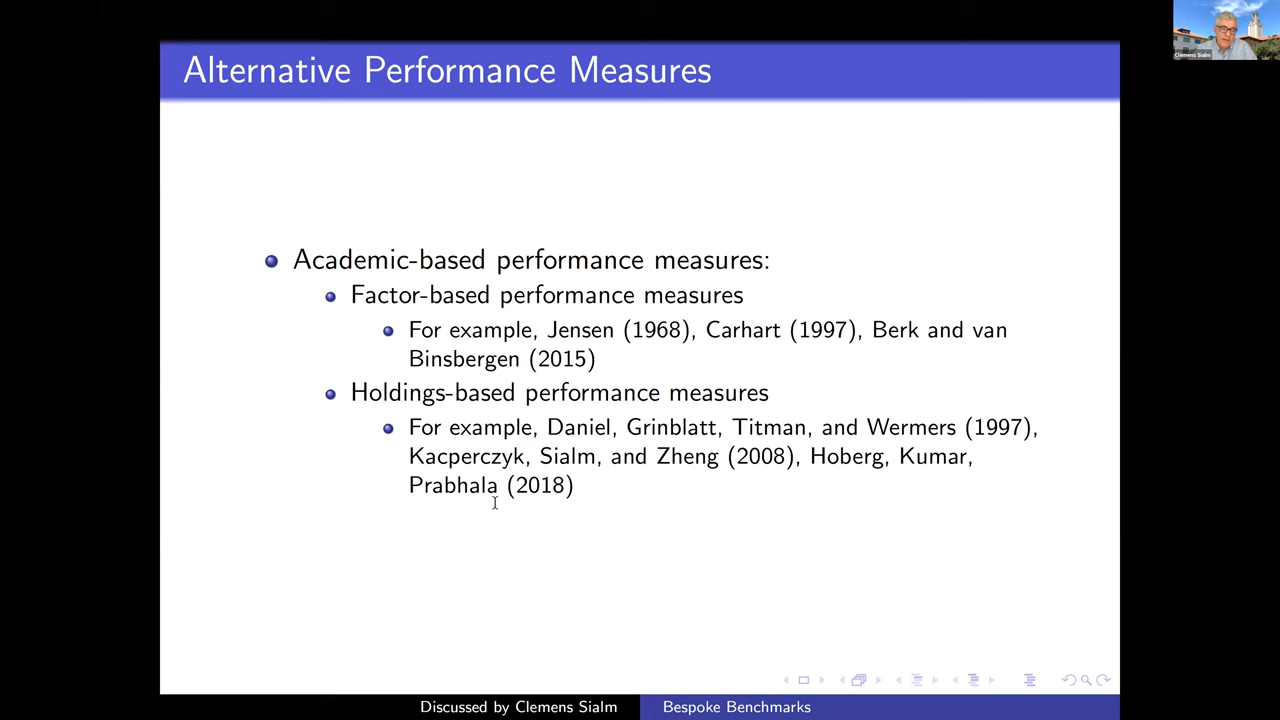 Alternative Performance Measures
Clemens Sialm
Academic-based performance measures:
Factor-based performance measures
For example, Jensen (1968), Carhart (1997), Berk and van
Binsbergen (2015)
Holdings-based performance measures
For example, Daniel, Grinblatt, Titman, and Wermers (1997),
Kacperczyk, Sialm, and Zheng (2008), Hoberg, Kumar,
Prabhala (2018)
Discussed by Clemens Sialm
Bespoke Benchmarks